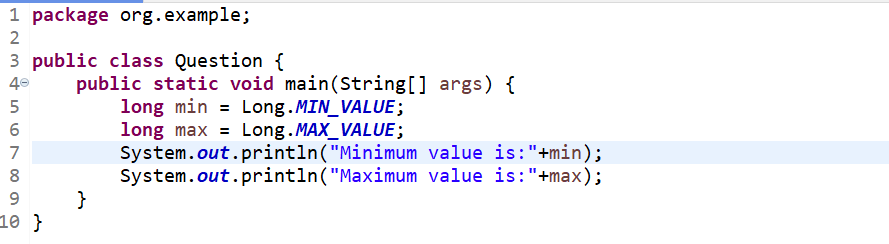 1 package org.example;
2
3 public class Question {
4     public static void main(String[] args) {
5         long min = Long.MIN_VALUE;
6         long max = Long.MAX_VALUE;
7         System.out.println("Minimum value is:"+min);
8         System.out.println("Maximum value is:"+max);
9     }
10 }